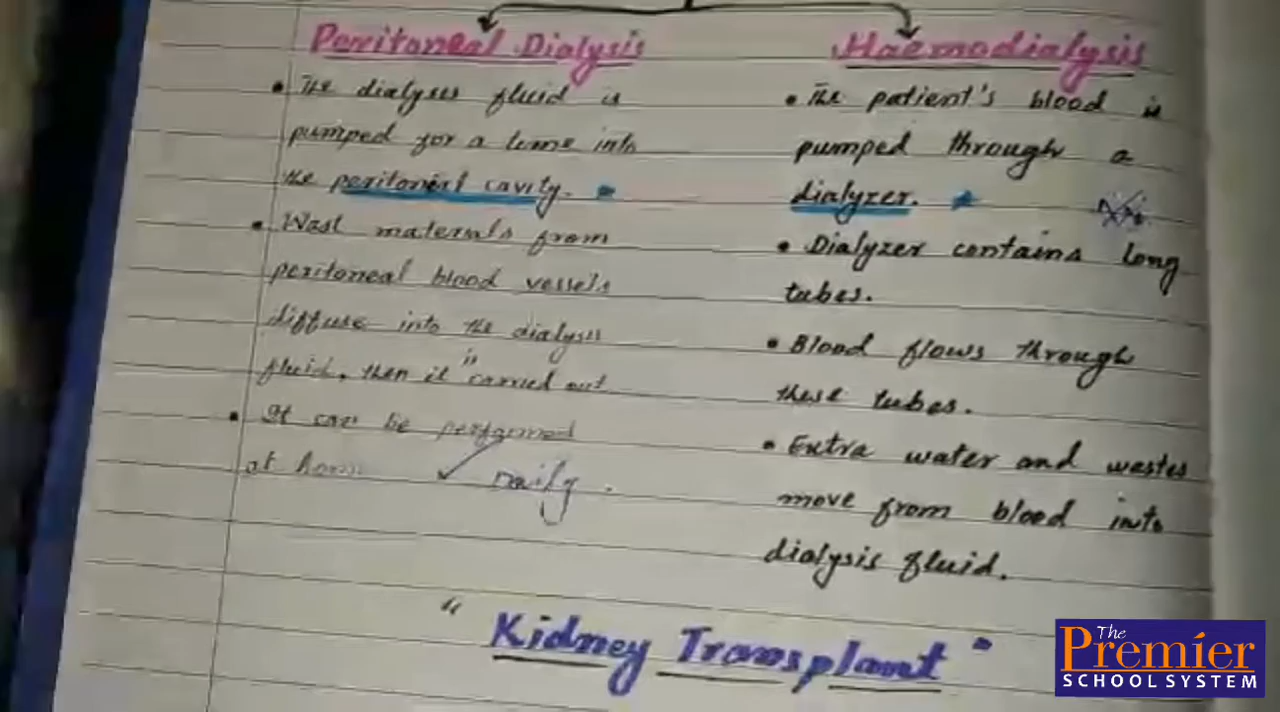 Peritoneal Dialysis
• The dialyses fluid is
pumped for a time into
the peritonial cavity.
• Wast materials from
peritoneal blood vessels
diffuse into the dialysis
fluid, then it is carried out
• It can be performed
at hom
Daily.
Haemodialysis
• The patient's blood is
pumped through a
dialyzer.
• Dialyzer contains long
tubes.
• Blood flows through
these tubes.
• Extra water and wastes
move from blood into
dialysis fluid.
" Kidney Transplant "
The
Premier
SCHOOL SYSTEM